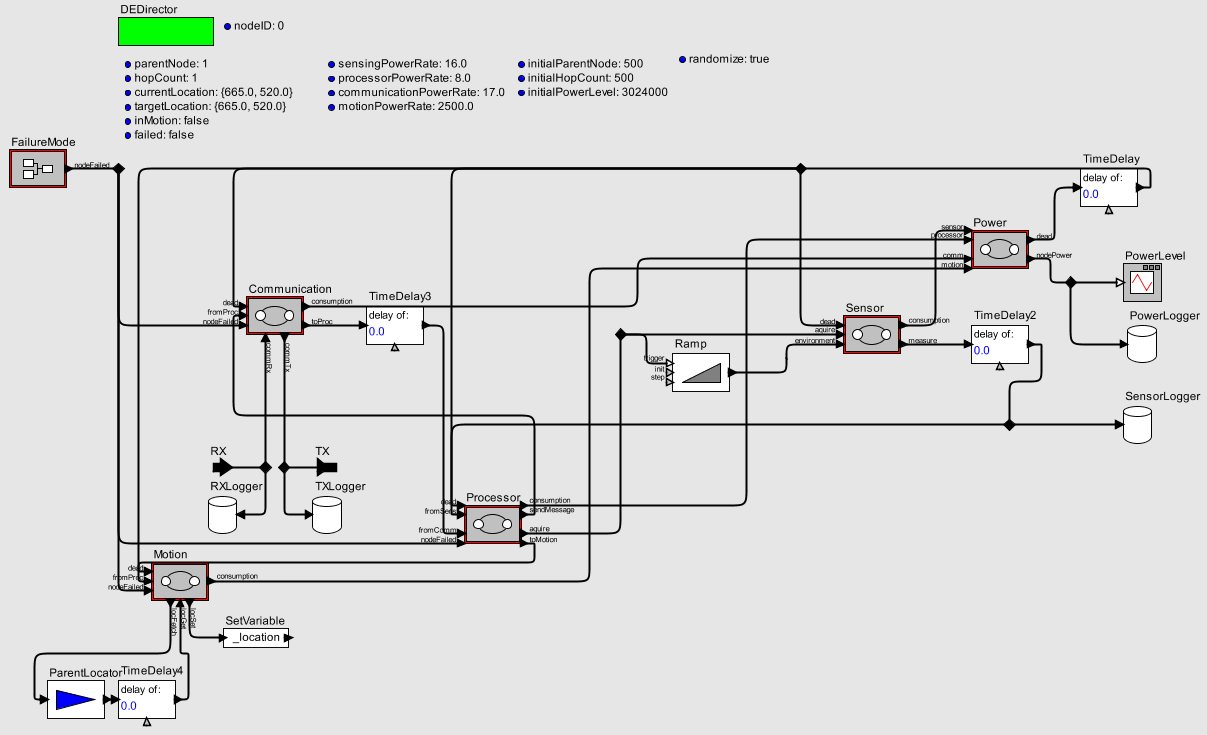 DEDirector
nodeID: 0
parentNode: 1
hopCount: 1
currentLocation: {665.0, 520.0}
targetLocation: {665.0, 520.0}
inMotion: false
failed: false
sensingPowerRate: 16.0
processorPowerRate: 8.0
communicationPowerRate: 17.0
motionPowerRate: 2500.0
initialParentNode: 500
initialHopCount: 500
initialPowerLevel: 3024000
randomize: true
FailureMode
nodeFailed
TimeDelay
delay of:
0.0
Power
sensor
processor
comm
motion
dead
nodePower
PowerLevel
PowerLogger
Communication
dead
fromProc
nodeFailed
consumption
toProc
commRx
commTx
TimeDelay3
delay of:
0.0
Sensor
dead
aquire
environment
consumption
measure
TimeDelay2
delay of:
0.0
Ramp
trigger
init
step
SensorLogger
RX
TX
RXLogger
TXLogger
Processor
dead
fromSens
fromComm
nodeFailed
consumption
sendMessage
aquire
toMotion
Motion
dead
fromProc
nodeFailed
consumption
locFetch
locGet
locSet
SetVariable
_location
ParentLocator
TimeDelay4
delay of:
0.0